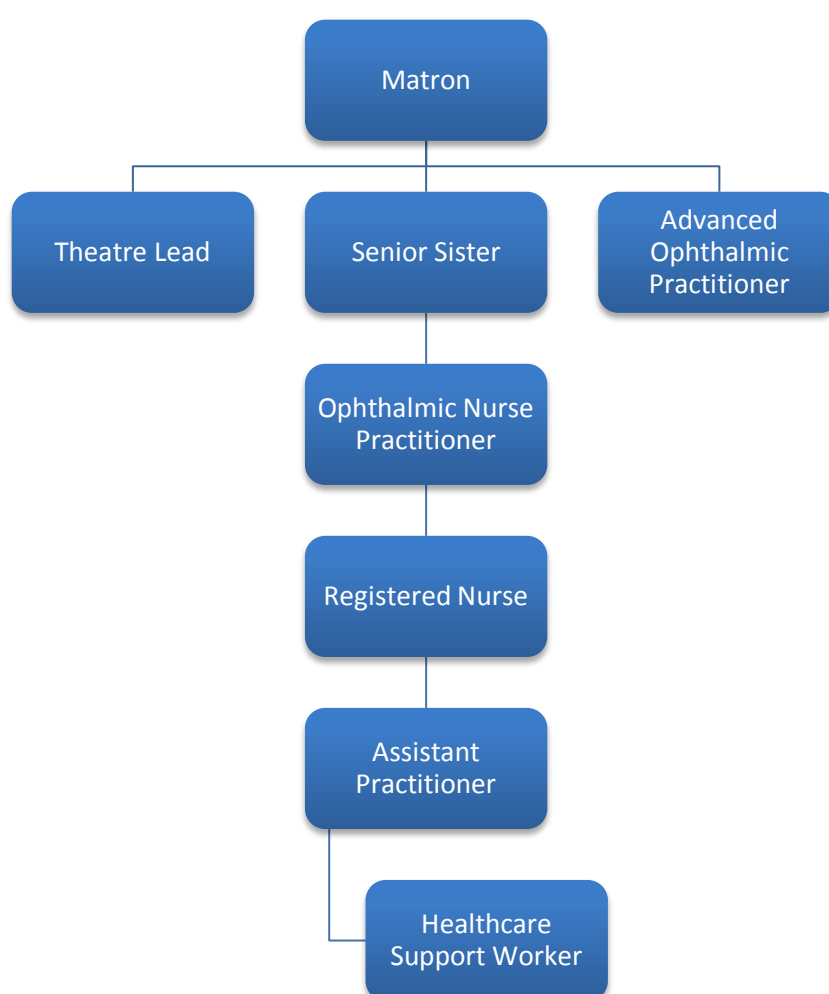 Matron
Theatre Lead
Senior Sister
Advanced
Ophthalmic
Practitioner
Ophthalmic Nurse
Practitioner
Registered Nurse
Assistant
Practitioner
Healthcare
Support Worker